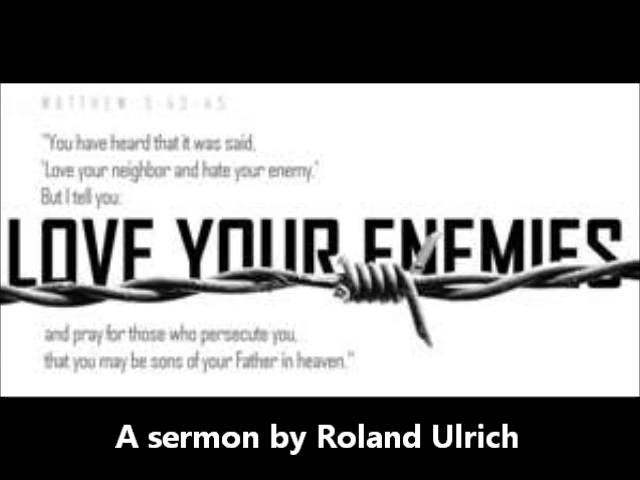 MATTHEW 5:43-45
"You have heard that it was said,
'Love your neighbor and hate your enemy.'
But I tell you:
LOVE YOUR ENEMIES
and pray for those who persecute you,
that you may be sons of your Father in heaven."
A sermon by Roland Ulrich